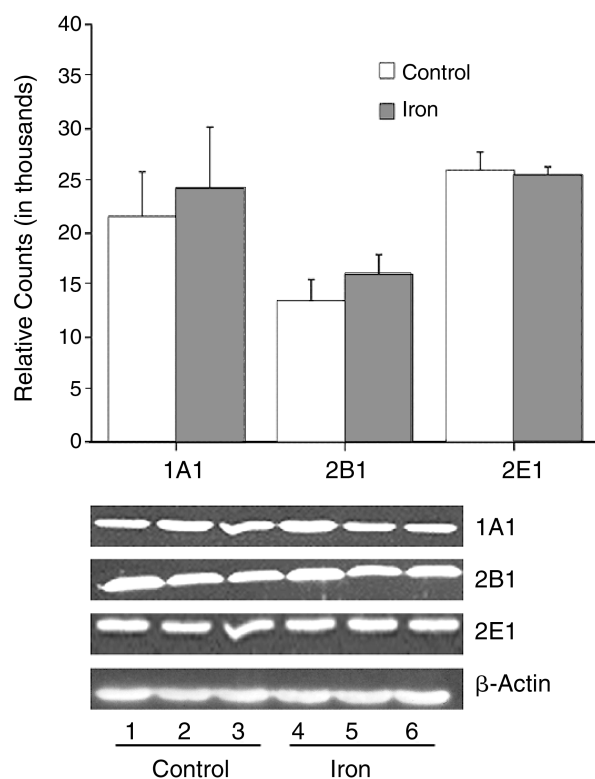 Relative Counts (in thousands)
40
35
30
25
20
15
10
5
0
Control
Iron
1A1 2B1 2E1
1A1
2B1
2E1
β-Actin
1 2 3 4 5 6
Control Iron